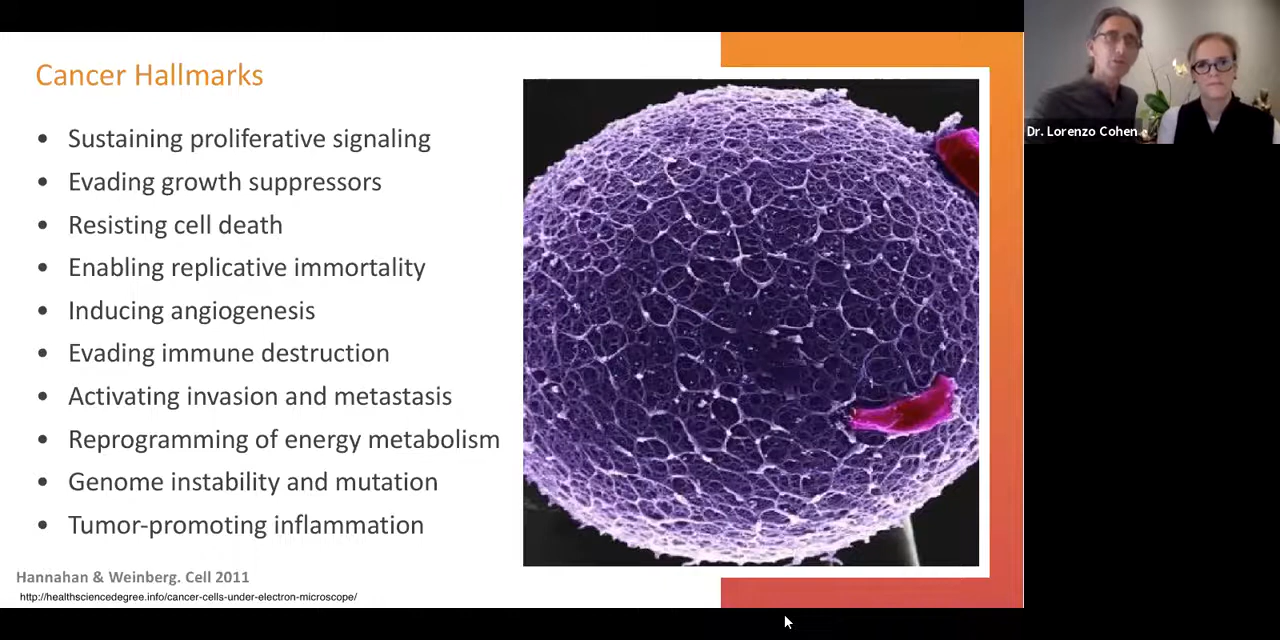 Cancer Hallmarks
• Sustaining proliferative signaling
• Evading growth suppressors
• Resisting cell death
• Enabling replicative immortality
• Inducing angiogenesis
• Evading immune destruction
• Activating invasion and metastasis
• Reprogramming of energy metabolism
• Genome instability and mutation
• Tumor-promoting inflammation
Hannahan & Weinberg. Cell 2011
http://healthsciencedegree.info/cancer-cells-under-electron-microscope/
Dr. Lorenzo Cohen